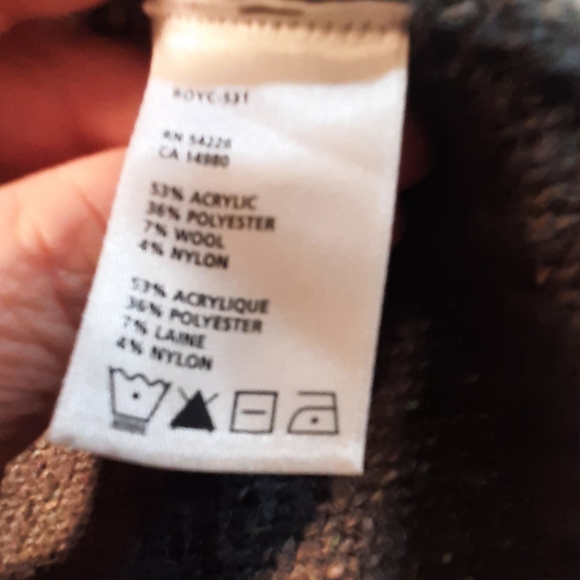 RN 54226
CA 14980
53% ACRYLIC
36% POLYESTER
7% WOOL
4% NYLON
53% ACRYLIQUE
36% POLYESTER
7% LAINE
4% NYLON